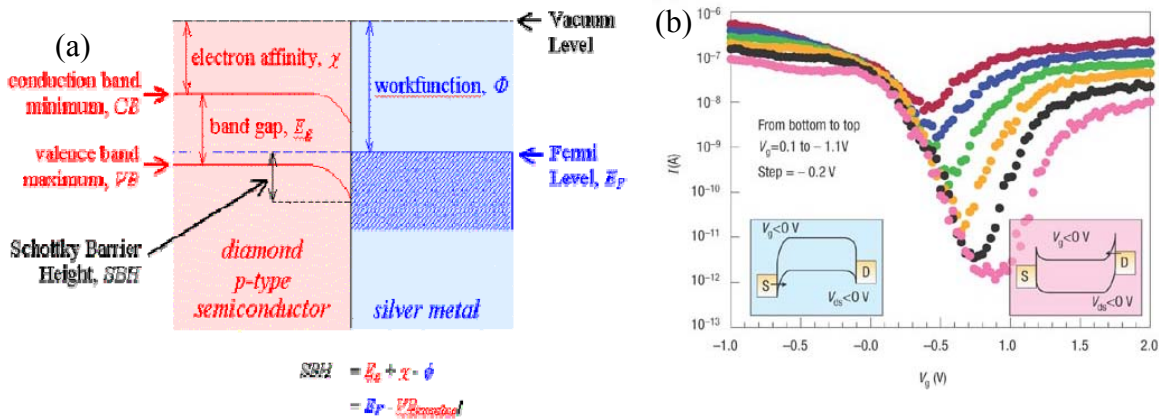 (a)
Vacuum
Level
electron affinity, χ
conduction band
minimum, CB
workfunction, Φ
band gap, Eg
valence band
maximum, VB
Fermi
Level, EF
Schottky Barrier
Height, SBH
diamond
p-type
semiconductor
silver metal
SBH = Eg + χ - ϕ
= EF -
(b)
10⁻⁶
10⁻⁷
10⁻⁸
10⁻⁹
10⁻¹⁰
10⁻¹¹
10⁻¹²
10⁻¹³
I (A)
From bottom to top
Vg=0.1 to − 1.1V
Step = − 0.2 V
Vg<0 V
S
D
Vds<0 V
Vg<0 V
S
D
Vds<0 V
−1.0
−0.5
−0.0
0.5
1.0
1.5
2.0
Vg (V)